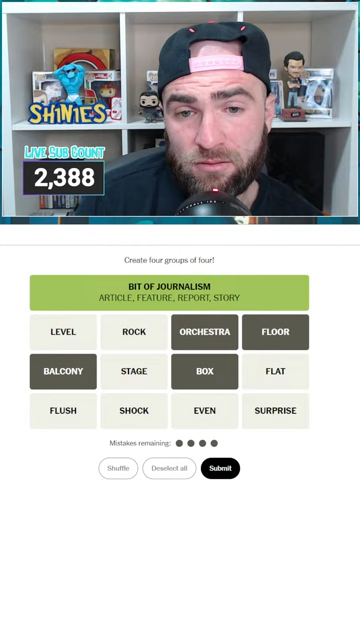 SHINIES
LIVE SUB COUNT
2,388
Create four groups of four!
BIT OF JOURNALISM
ARTICLE, FEATURE, REPORT, STORY
LEVEL ROCK ORCHESTRA FLOOR
BALCONY STAGE BOX FLAT
FLUSH SHOCK EVEN SURPRISE
Mistakes remaining:
Shuffle Deselect all Submit